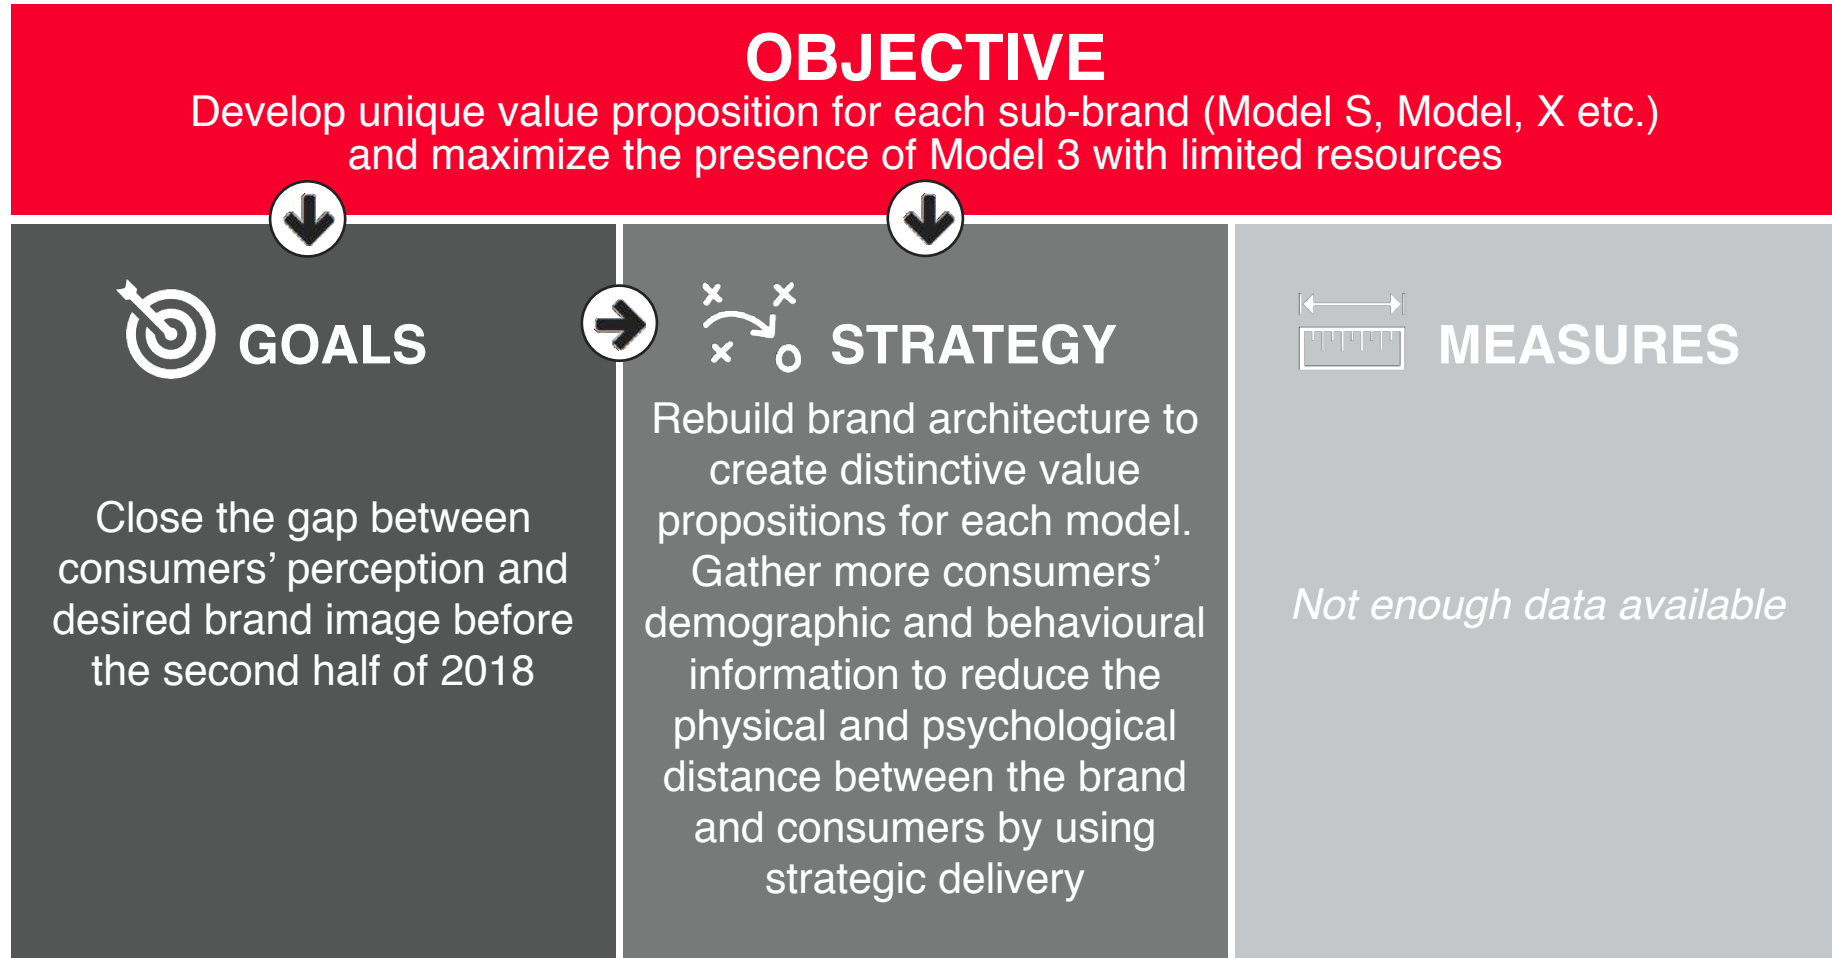 OBJECTIVE
Develop unique value proposition for each sub-brand (Model S, Model, X etc.)
and maximize the presence of Model 3 with limited resources
GOALS
Close the gap between
consumers’ perception and
desired brand image before
the second half of 2018
STRATEGY
Rebuild brand architecture to
create distinctive value
propositions for each model.
Gather more consumers’
demographic and behavioural
information to reduce the
physical and psychological
distance between the brand
and consumers by using
strategic delivery
MEASURES
Not enough data available